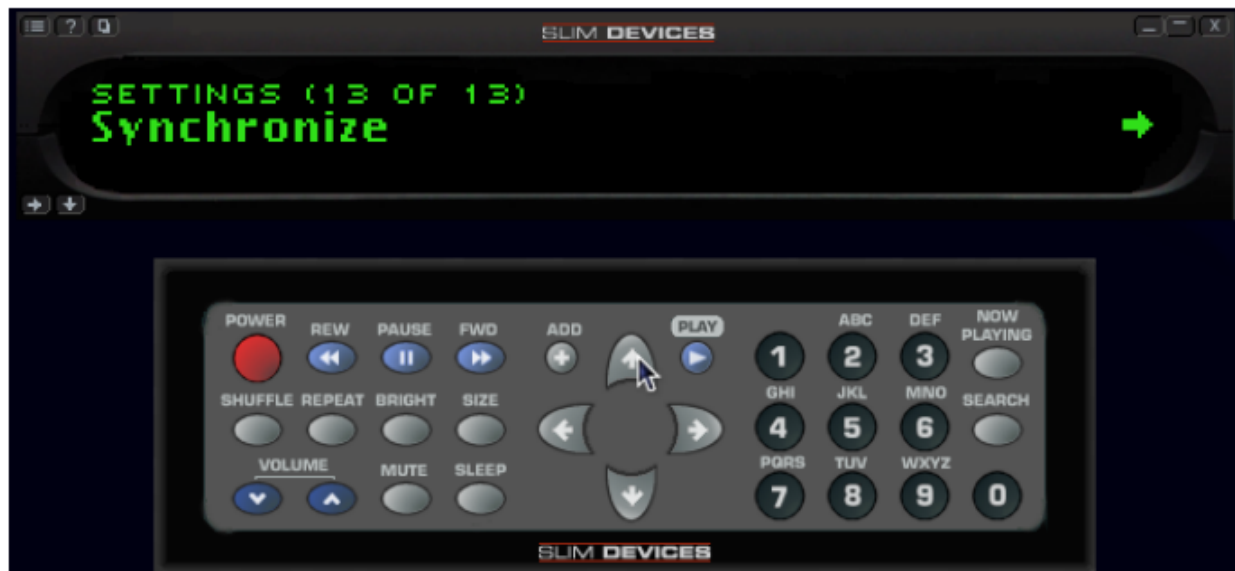 ?
X
SLIM DEVICES
SETTINGS (13 OF 13)
Synchronize
POWER REW PAUSE FWD ADD PLAY ABC DEF NOW PLAYING
1 2 3
SHUFFLE REPEAT BRIGHT SIZE GHI JKL MNO SEARCH
4 5 6
VOLUME MUTE SLEEP PQRS TUV WXYZ
7 8 9 0
SLIM DEVICES